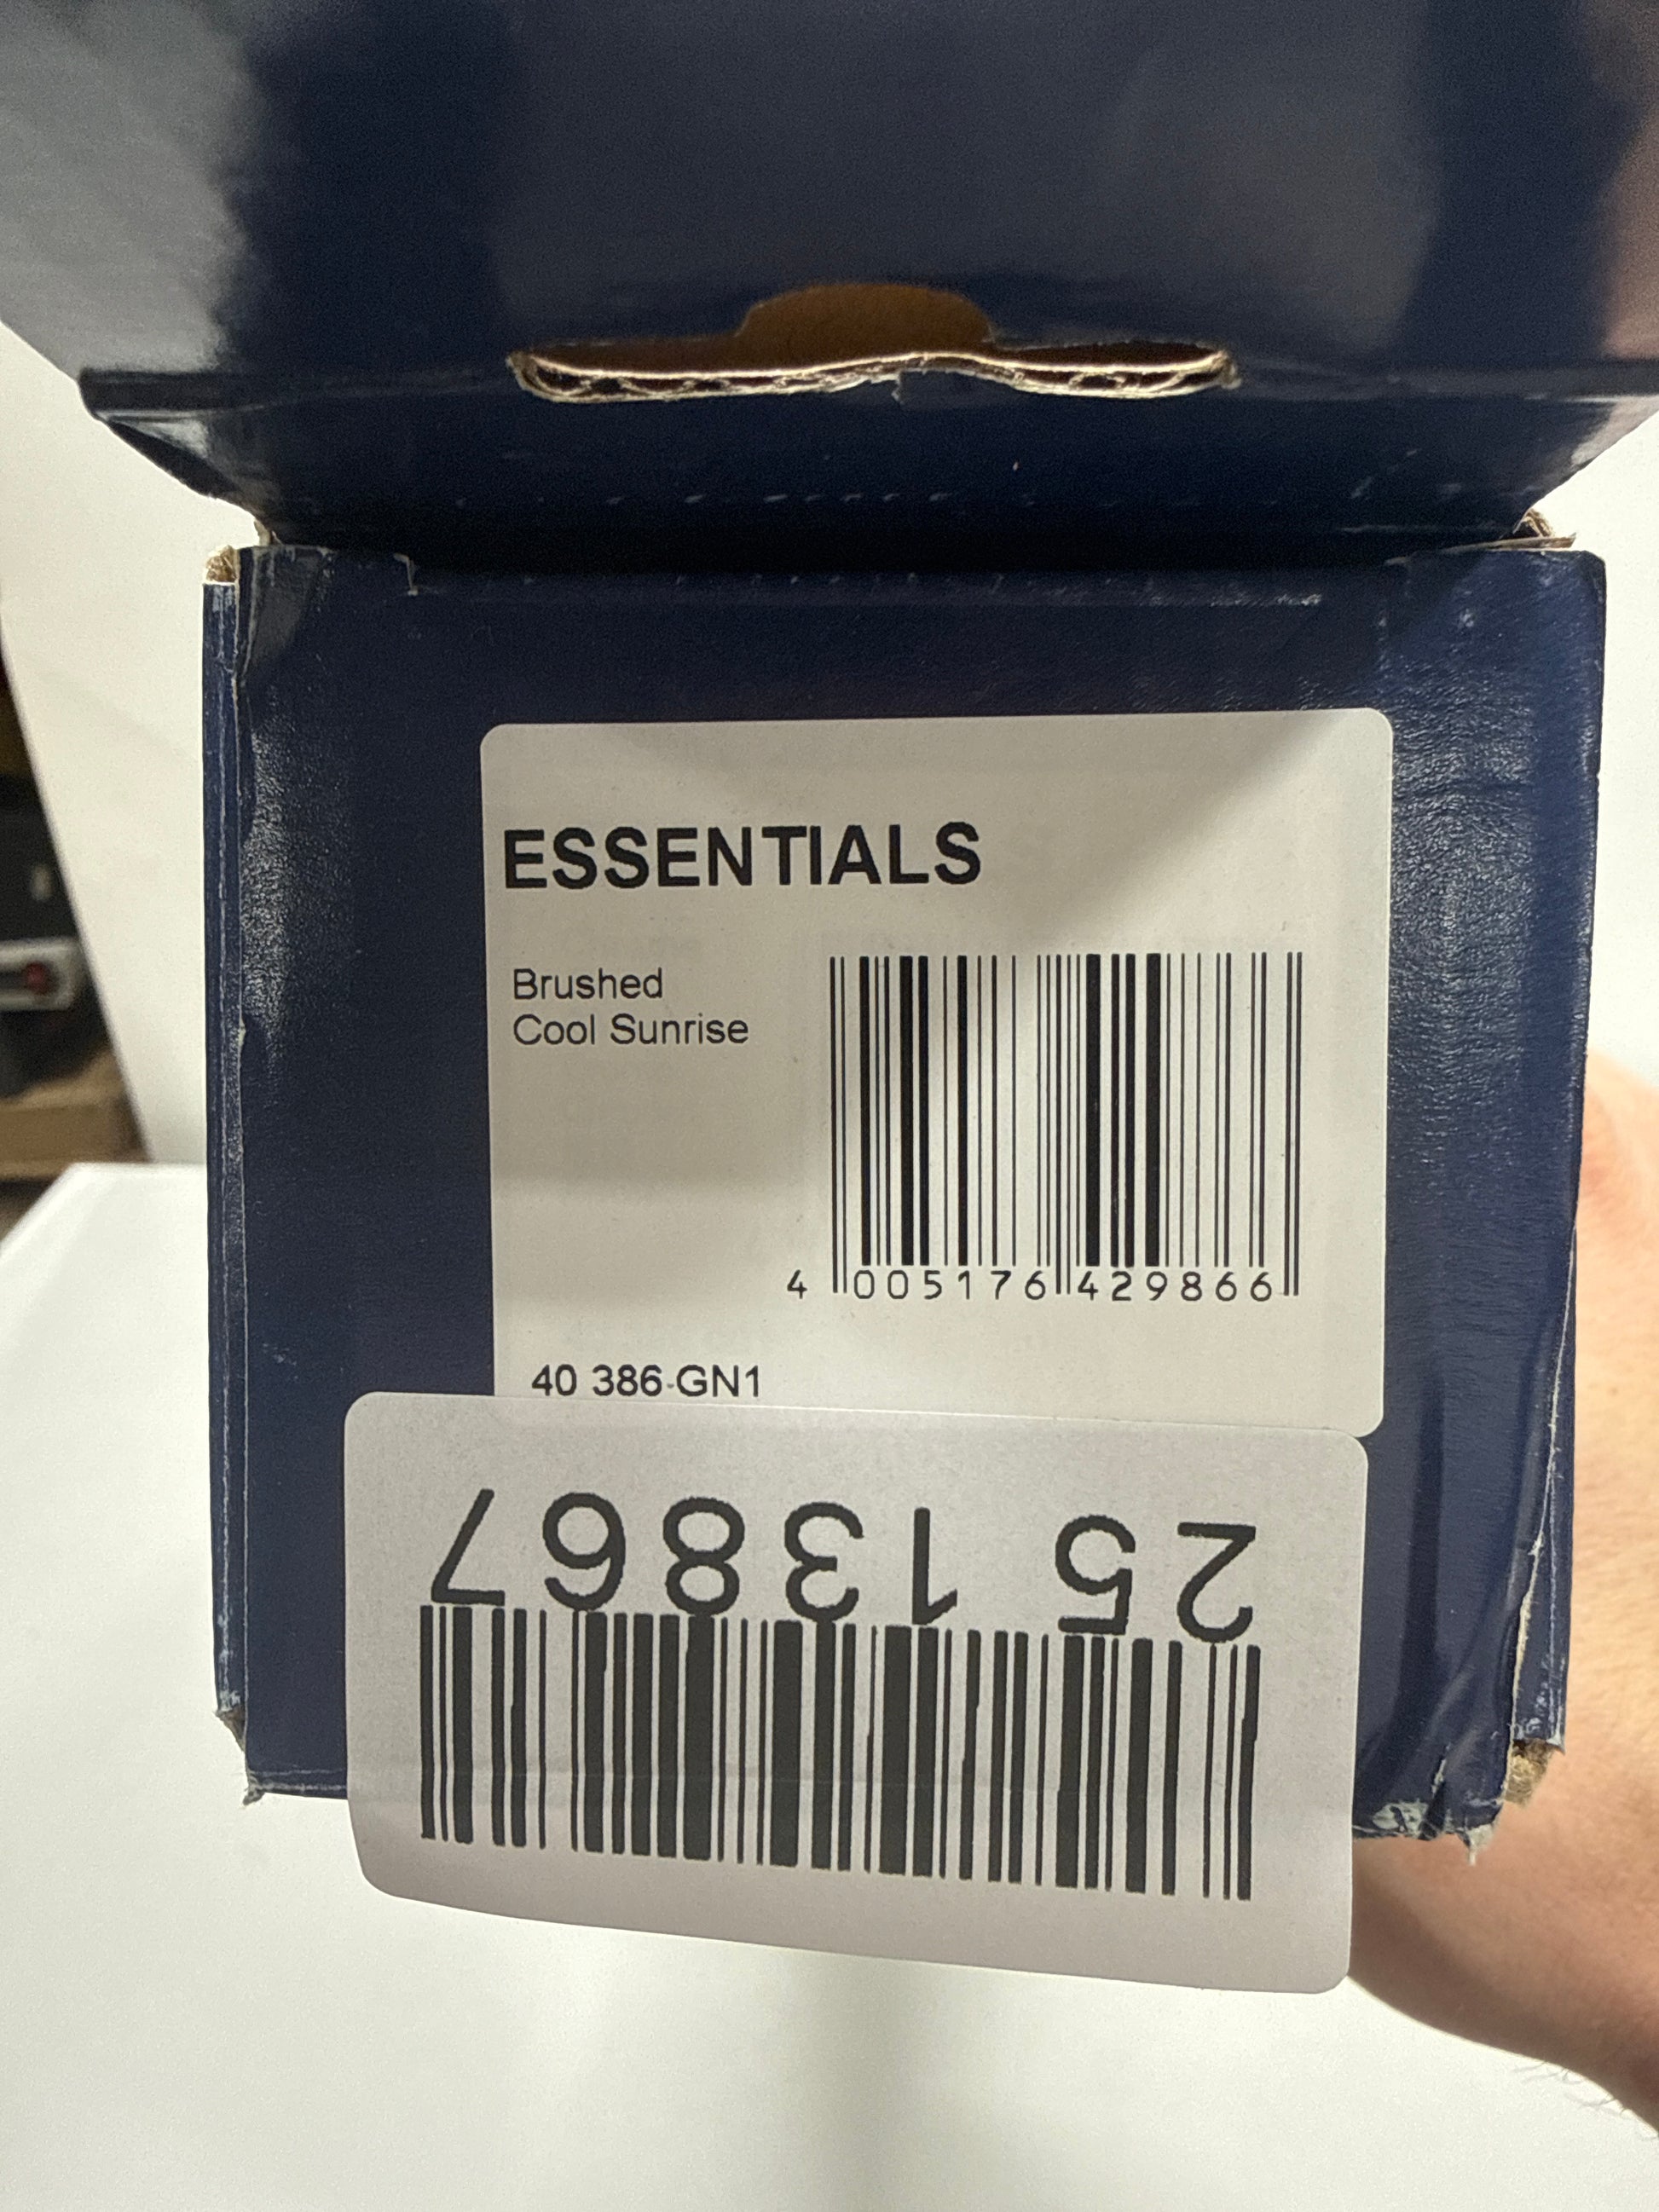 ESSENTIALS
Brushed
Cool Sunrise
4 005176 429866
40 386-GN1
25 13867